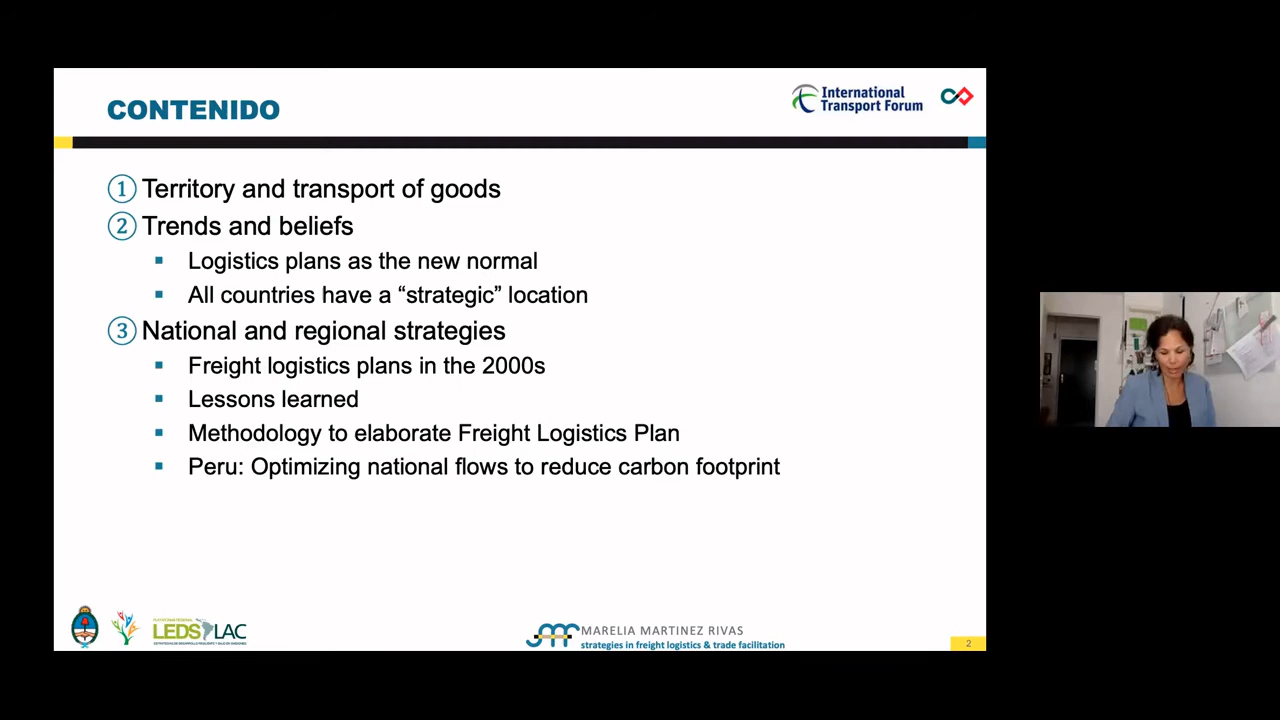 CONTENIDO
International
Transport Forum
① Territory and transport of goods
② Trends and beliefs
▪ Logistics plans as the new normal
▪ All countries have a “strategic” location
③ National and regional strategies
▪ Freight logistics plans in the 2000s
▪ Lessons learned
▪ Methodology to elaborate Freight Logistics Plan
▪ Peru: Optimizing national flows to reduce carbon footprint
LEDS LAC
MARELIA MARTINEZ RIVAS
strategies in freight logistics & trade facilitation
2